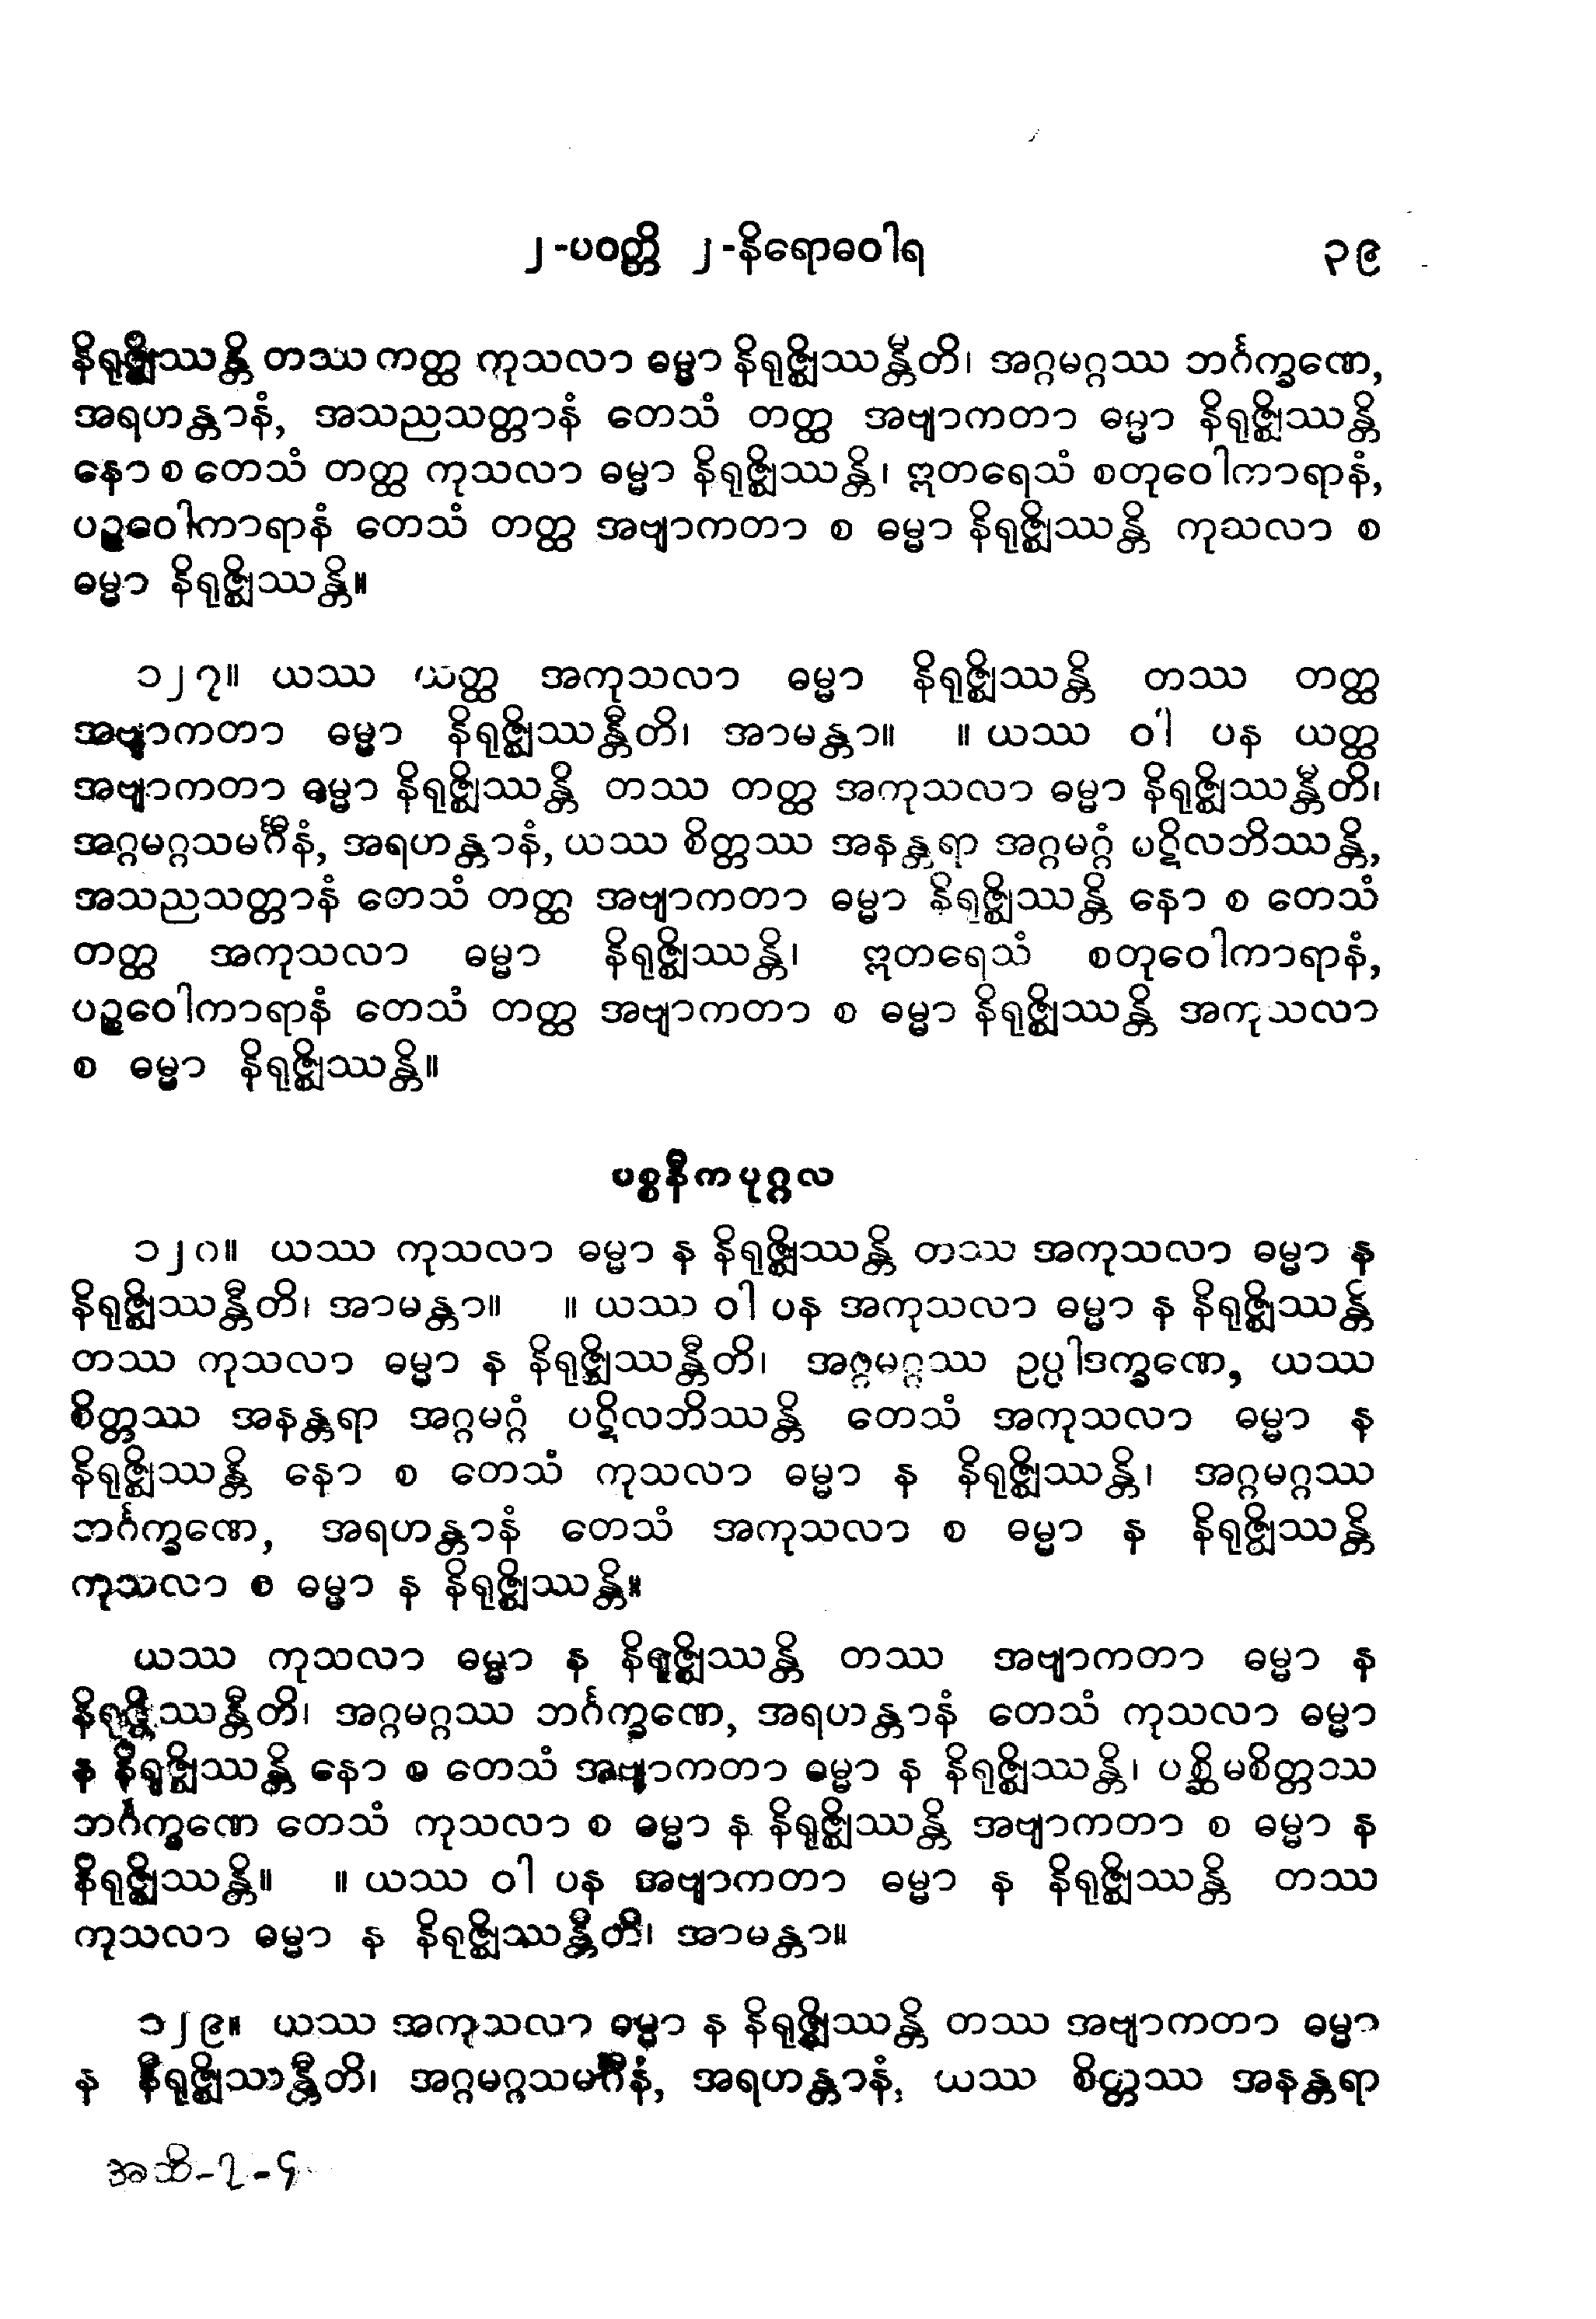 ၂-ပဝတ္တိ ၂-နိရောဓဝါရ ၃၉
နိရုဇ္ဈိဿန္တိ တဿ တတ္ထ ကုသလာ ဓမ္မာ နိရုဇ္ဈိဿန္တီတိ၊ အဂ္ဂမဂ္ဂဿ ဘင်္ဂက္ခဏေ,
အရဟန္တာနံ, အသညသတ္တာနံ တေသံ တတ္ထ အဗျာကတာ ဓမ္မာ နိရုဇ္ဈိဿန္တိ
နော စ တေသံ တတ္ထ ကုသလာ ဓမ္မာ နိရုဇ္ဈိဿန္တိ၊ ဣတရေသံ စတုဝေါကာရာနံ,
ပဉ္စဝေါကာရာနံ တေသံ တတ္ထ အဗျာကတာ စ ဓမ္မာ နိရုဇ္ဈိဿန္တိ ကုသလာ စ
ဓမ္မာ နိရုဇ္ဈိဿန္တိ။
၁၂၇။ ယဿ ယတ္ထ အကုသလာ ဓမ္မာ နိရုဇ္ဈိဿန္တိ တဿ တတ္ထ
အဗျာကတာ ဓမ္မာ နိရုဇ္ဈိဿန္တီတိ၊ အာမန္တာ။ ။ ယဿ ဝါ ပန ယတ္ထ
အဗျာကတာ ဓမ္မာ နိရုဇ္ဈိဿန္တိ တဿ တတ္ထ အကုသလာ ဓမ္မာ နိရုဇ္ဈိဿန္တီတိ၊
အဂ္ဂမဂ္ဂသမင်္ဂီနံ, အရဟန္တာနံ, ယဿ စိတ္တဿ အနန္တရာ အဂ္ဂမဂ္ဂံ ပဋိလဘိဿန္တိ,
အသညသတ္တာနံ တေသံ တတ္ထ အဗျာကတာ ဓမ္မာ နိရုဇ္ဈိဿန္တိ နော စ တေသံ
တတ္ထ အကုသလာ ဓမ္မာ နိရုဇ္ဈိဿန္တိ၊ ဣတရေသံ စတုဝေါကာရာနံ,
ပဉ္စဝေါကာရာနံ တေသံ တတ္ထ အဗျာကတာ စ ဓမ္မာ နိရုဇ္ဈိဿန္တိ အကုသလာ
စ ဓမ္မာ နိရုဇ္ဈိဿန္တိ။
ပစ္စနီကပုဂ္ဂလ
၁၂၈။ ယဿ ကုသလာ ဓမ္မာ န နိရုဇ္ဈိဿန္တိ တဿ အကုသလာ ဓမ္မာ န
နိရုဇ္ဈိဿန္တီတိ၊ အာမန္တာ။ ။ ယဿ ဝါ ပန အကုသလာ ဓမ္မာ န နိရုဇ္ဈိဿန္တိ
တဿ ကုသလာ ဓမ္မာ န နိရုဇ္ဈိဿန္တီတိ၊ အဂ္ဂမဂ္ဂဿ ဥပ္ပါဒက္ခဏေ, ယဿ
စိတ္တဿ အနန္တရာ အဂ္ဂမဂ္ဂံ ပဋိလဘိဿန္တိ တေသံ အကုသလာ ဓမ္မာ န
နိရုဇ္ဈိဿန္တိ နော စ တေသံ ကုသလာ ဓမ္မာ န နိရုဇ္ဈိဿန္တိ၊ အဂ္ဂမဂ္ဂဿ
ဘင်္ဂက္ခဏေ, အရဟန္တာနံ တေသံ အကုသလာ စ ဓမ္မာ န နိရုဇ္ဈိဿန္တိ
ကုသလာ စ ဓမ္မာ န နိရုဇ္ဈိဿန္တိ။
ယဿ ကုသလာ ဓမ္မာ န နိရုဇ္ဈိဿန္တိ တဿ အဗျာကတာ ဓမ္မာ န
နိရုဇ္ဈိဿန္တီတိ၊ အဂ္ဂမဂ္ဂဿ ဘင်္ဂက္ခဏေ, အရဟန္တာနံ တေသံ ကုသလာ ဓမ္မာ
န နိရုဇ္ဈိဿန္တိ နော စ တေသံ အဗျာကတာ ဓမ္မာ န နိရုဇ္ဈိဿန္တိ၊ ပစ္ဆိမစိတ္တဿ
ဘင်္ဂက္ခဏေ တေသံ ကုသလာ စ ဓမ္မာ န နိရုဇ္ဈိဿန္တိ အဗျာကတာ စ ဓမ္မာ န
နိရုဇ္ဈိဿန္တိ။ ။ ယဿ ဝါ ပန အဗျာကတာ ဓမ္မာ န နိရုဇ္ဈိဿန္တိ တဿ
ကုသလာ ဓမ္မာ န နိရုဇ္ဈိဿန္တီတိ၊ အာမန္တာ။
၁၂၉။ ယဿ အကုသလာ ဓမ္မာ န နိရုဇ္ဈိဿန္တိ တဿ အဗျာကတာ ဓမ္မာ
န နိရုဇ္ဈိဿန္တီတိ၊ အဂ္ဂမဂ္ဂသမင်္ဂီနံ, အရဟန္တာနံ, ယဿ စိတ္တဿ အနန္တရာ